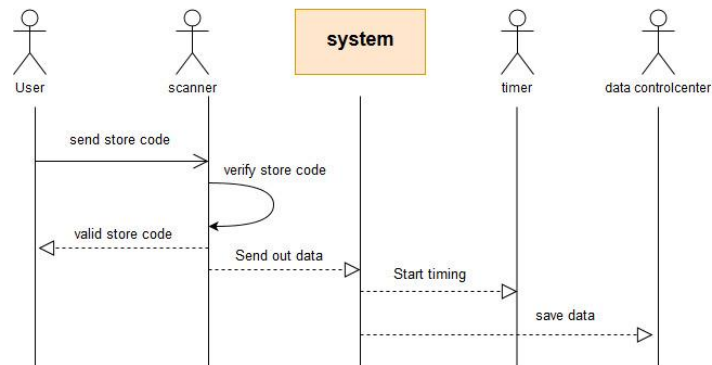 system
User
scanner
timer
data controlcenter
send store code
verify store code
valid store code
Send out data
Start timing
save data